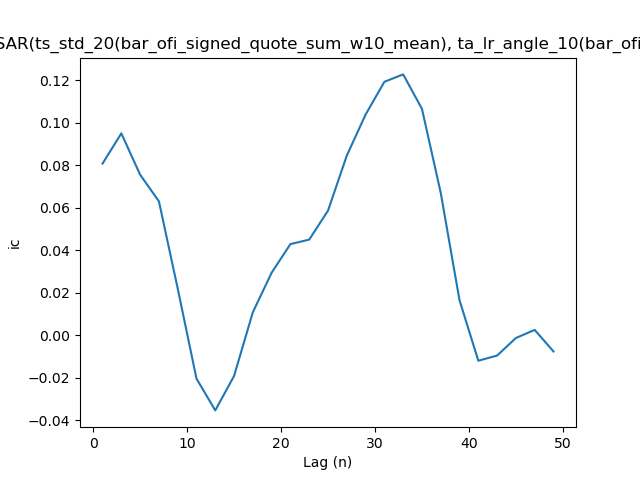 SAR(ts_std_20(bar_ofi_signed_quote_sum_w10_mean), ta_lr_angle_10(bar_ofi
0.12
0.10
0.08
0.06
0.04
0.02
0.00
−0.02
−0.04
ic
0 10 20 30 40 50
Lag (n)